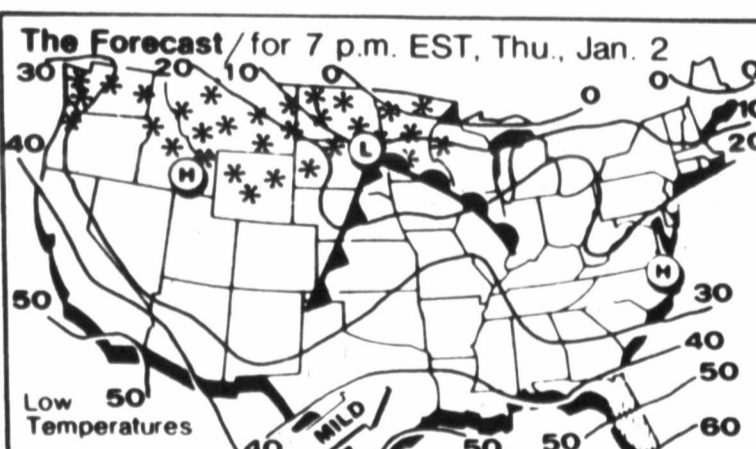 The Forecast / for 7 p.m. EST, Thu., Jan. 2
30 20 10 0 0 0 0
10
20
40
L
H
H
50
30
40
50
60
Low 50
Temperatures
MILD
40 50 50